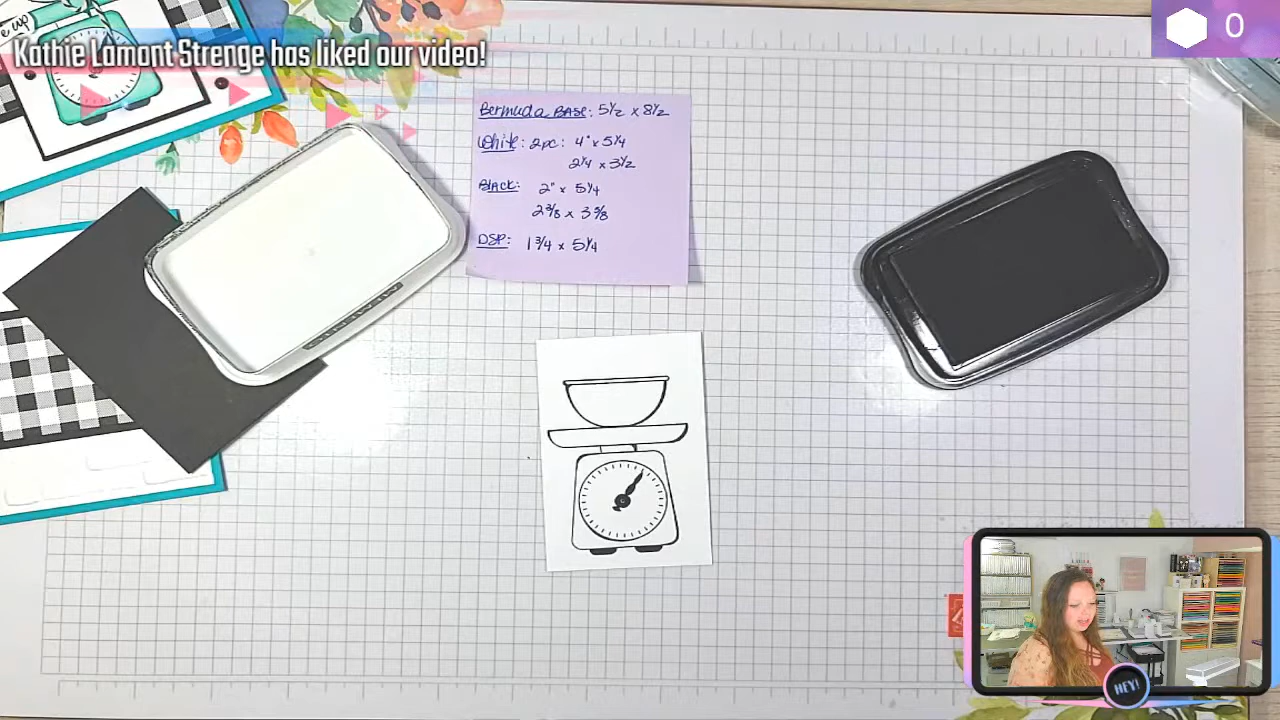 Kathie Lamont Strenge has liked our video!
0
Bermuda BASE: 5½ x 8½
White: 2pc: 4" x 5¼
2¼ x 3½
BLACK: 2" x 5¼
2⅜ x 3⅝
DSP: 1¾ x 5¼
HEY!